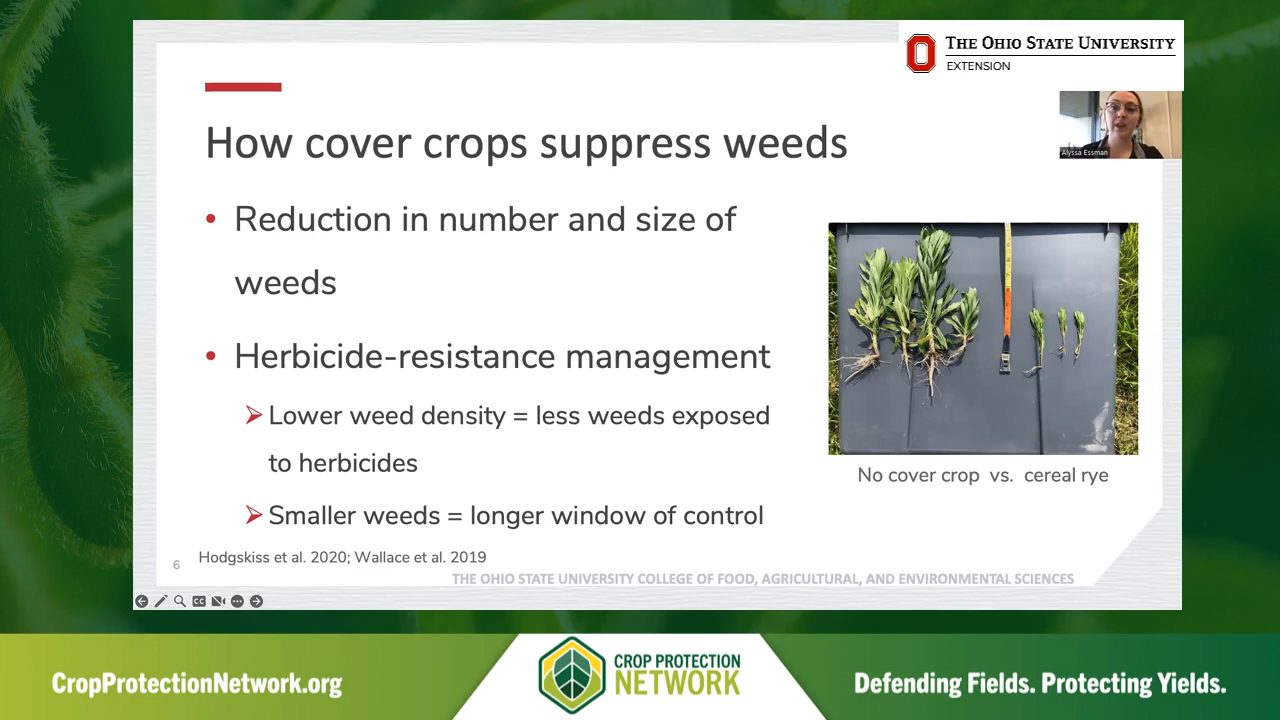 THE OHIO STATE UNIVERSITY
EXTENSION
Alyssa Essman
How cover crops suppress weeds
• Reduction in number and size of
weeds
• Herbicide-resistance management
Lower weed density = less weeds exposed
to herbicides
Smaller weeds = longer window of control
No cover crop vs. cereal rye
Hodgskiss et al. 2020; Wallace et al. 2019
6
THE OHIO STATE UNIVERSITY COLLEGE OF FOOD, AGRICULTURAL, AND ENVIRONMENTAL SCIENCES
CC
CropProtectionNetwork.org
CROP PROTECTION
NETWORK
Defending Fields. Protecting Yields.